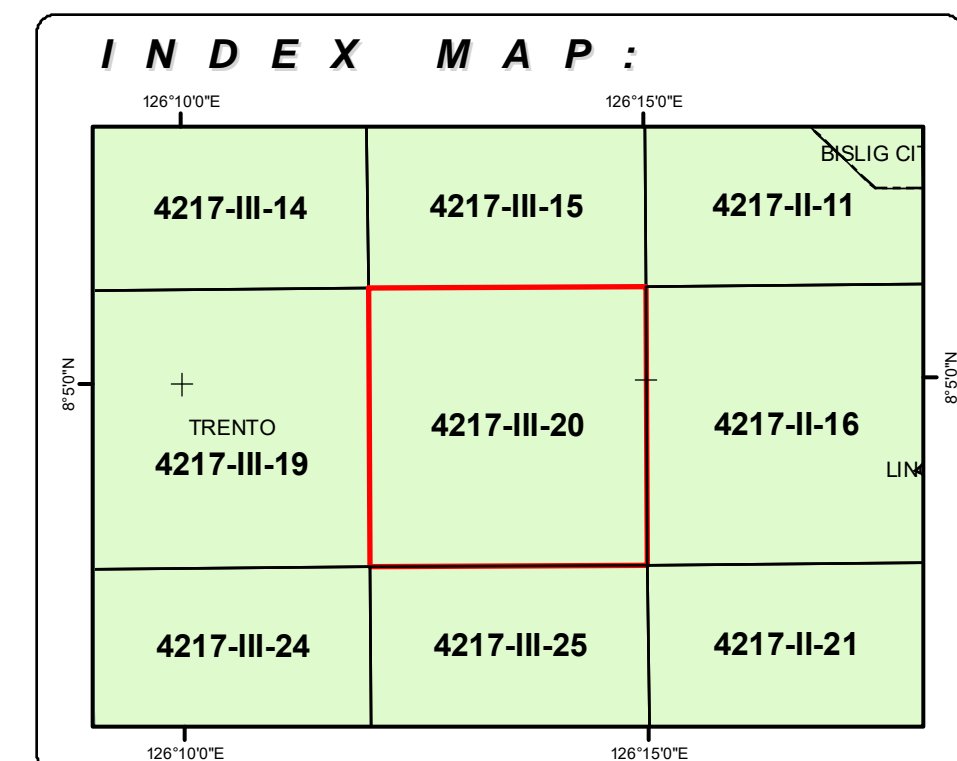 INDEX MAP:
126°10'0"E 126°15'0"E
BISLIG CIT
4217-III-14 4217-III-15 4217-II-11
8°5'0"N 8°5'0"N
TRENTO
4217-III-19 4217-III-20 4217-II-16
LIN
4217-III-24 4217-III-25 4217-II-21
126°10'0"E 126°15'0"E